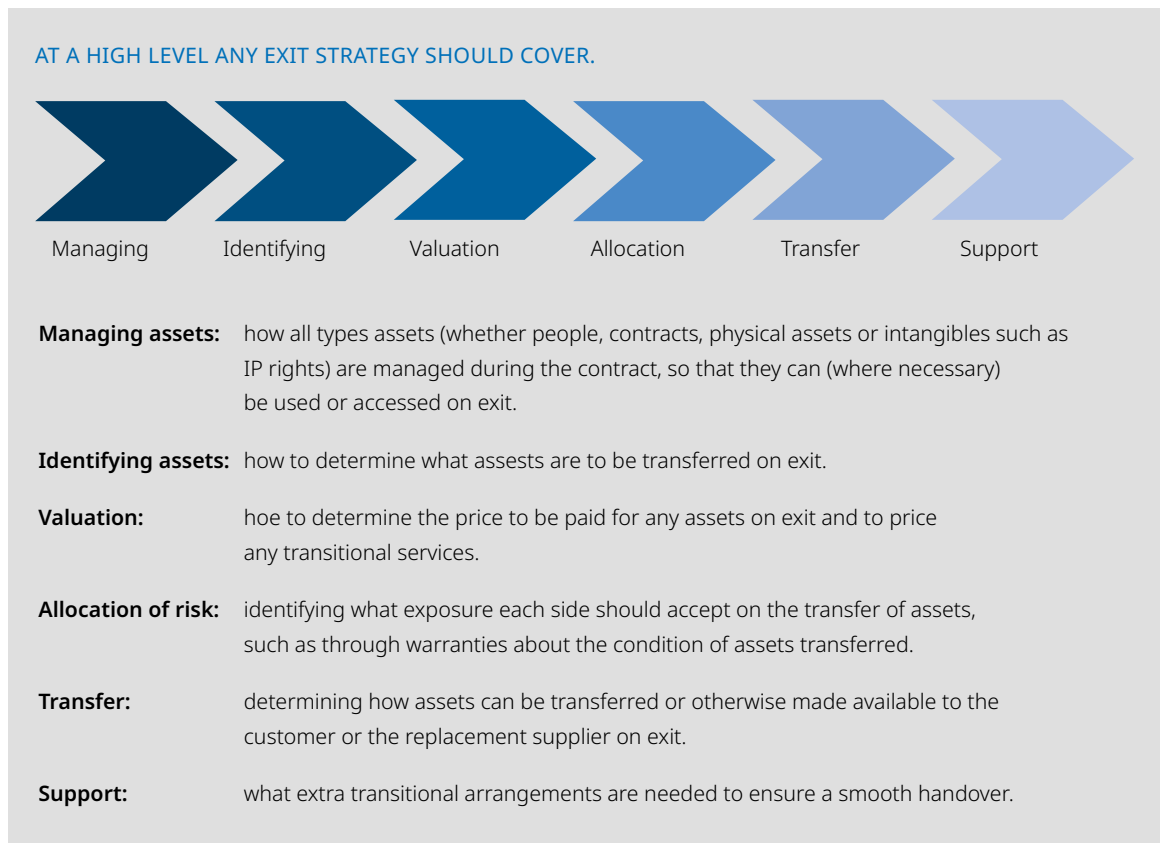 AT A HIGH LEVEL ANY EXIT STRATEGY SHOULD COVER.
Managing Identifying Valuation Allocation Transfer Support
Managing assets: how all types assets (whether people, contracts, physical assets or intangibles such as
IP rights) are managed during the contract, so that they can (where necessary)
be used or accessed on exit.
Identifying assets: how to determine what assests are to be transferred on exit.
Valuation: hoe to determine the price to be paid for any assets on exit and to price
any transitional services.
Allocation of risk: identifying what exposure each side should accept on the transfer of assets,
such as through warranties about the condition of assets transferred.
Transfer: determining how assets can be transferred or otherwise made available to the
customer or the replacement supplier on exit.
Support: what extra transitional arrangements are needed to ensure a smooth handover.